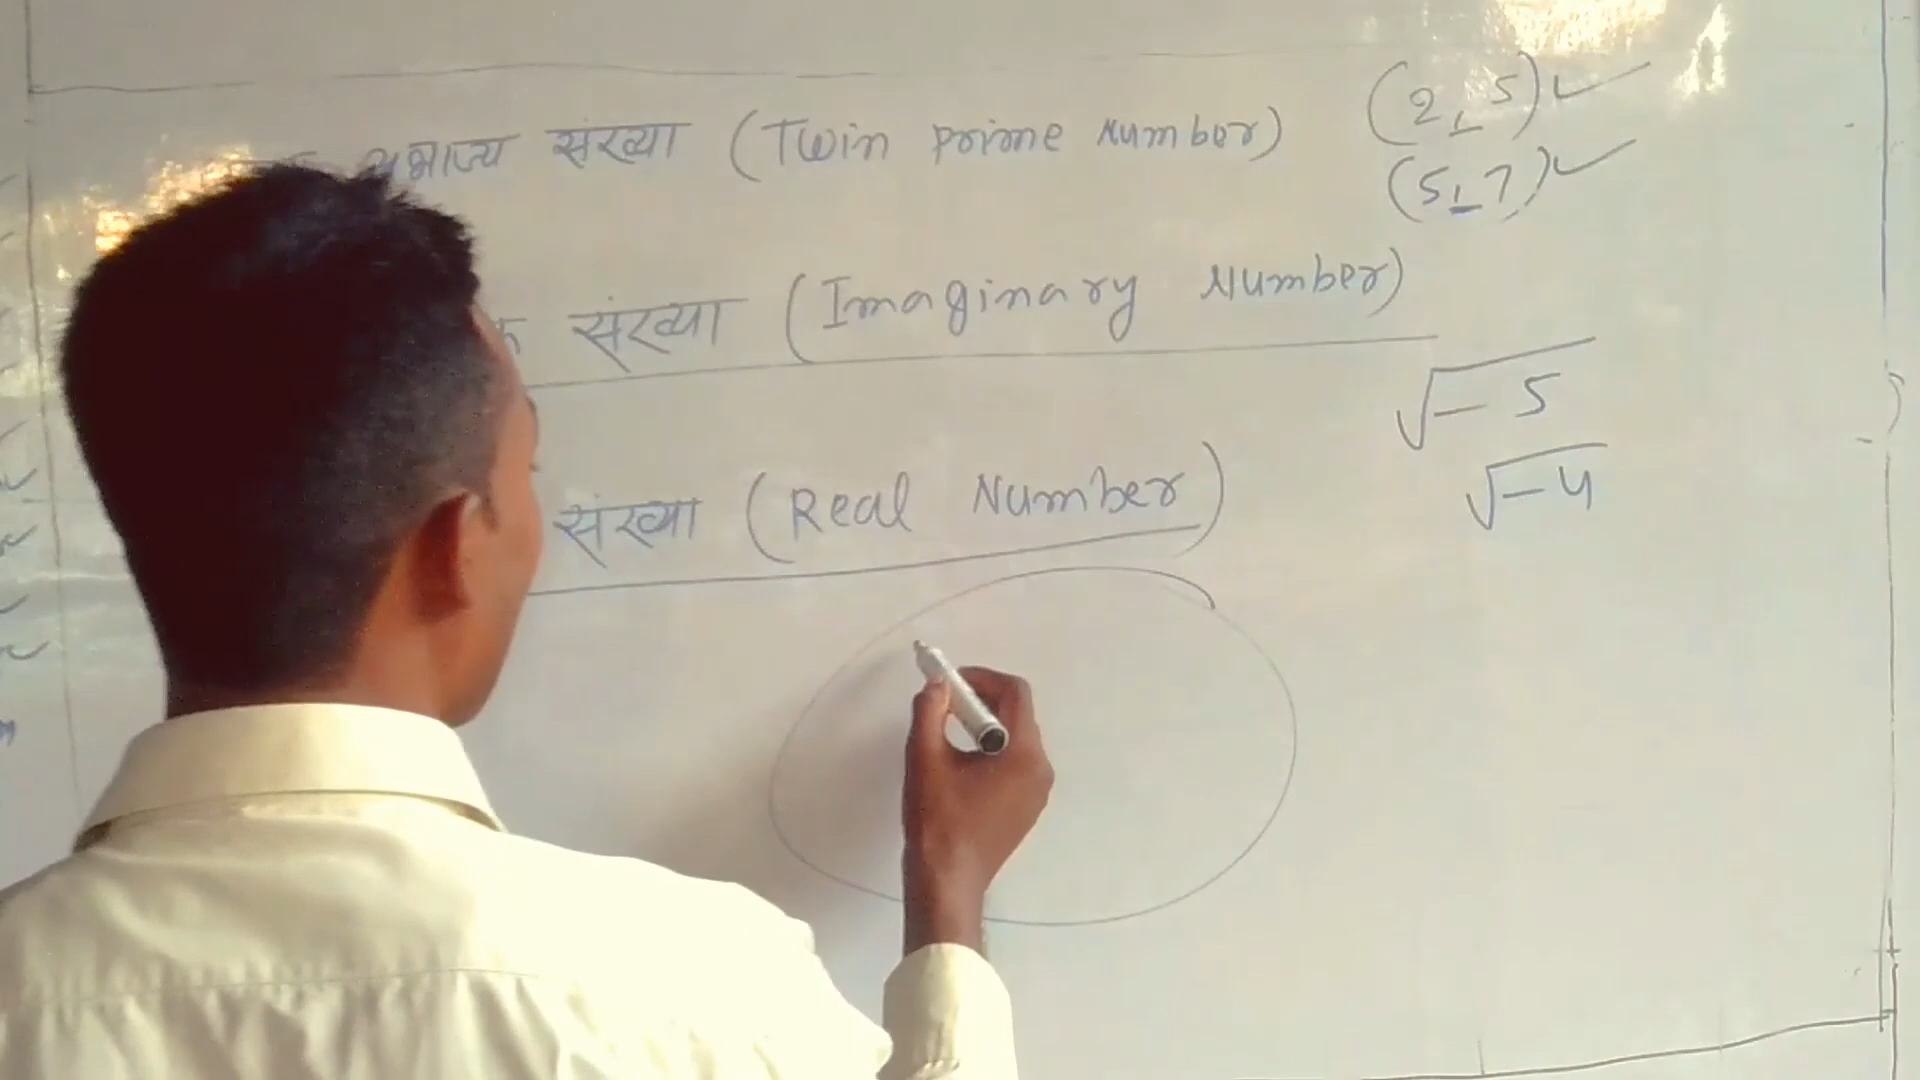 अभाज्य संख्या (Twin prime Number) (2, 5) ✓
(5, 7) ✓
संख्या (Imaginary Number)
√-5
√-4
संख्या (Real Number)